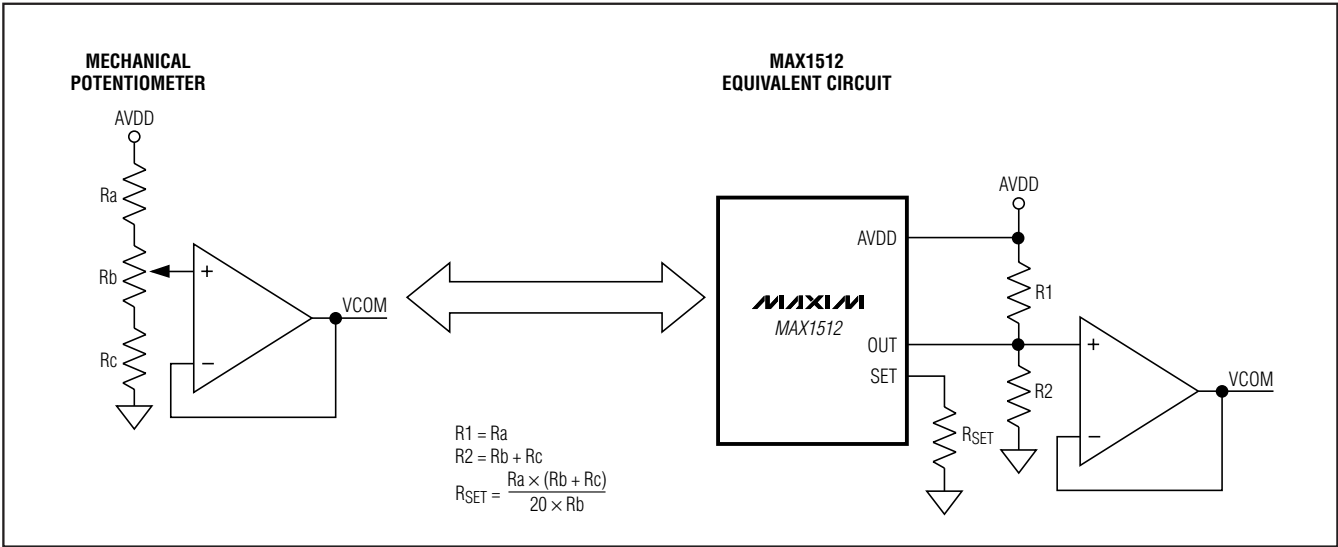 MECHANICAL
POTENTIOMETER
AVDD
Ra
Rb
Rc
+
−
VCOM
R1 = Ra
R2 = Rb + Rc
RSET = Ra × (Rb + Rc)
20 × Rb
MAX1512
EQUIVALENT CIRCUIT
AVDD
AVDD
MAXIM
MAX1512
OUT
SET
RSET
R1
R2
+
−
VCOM